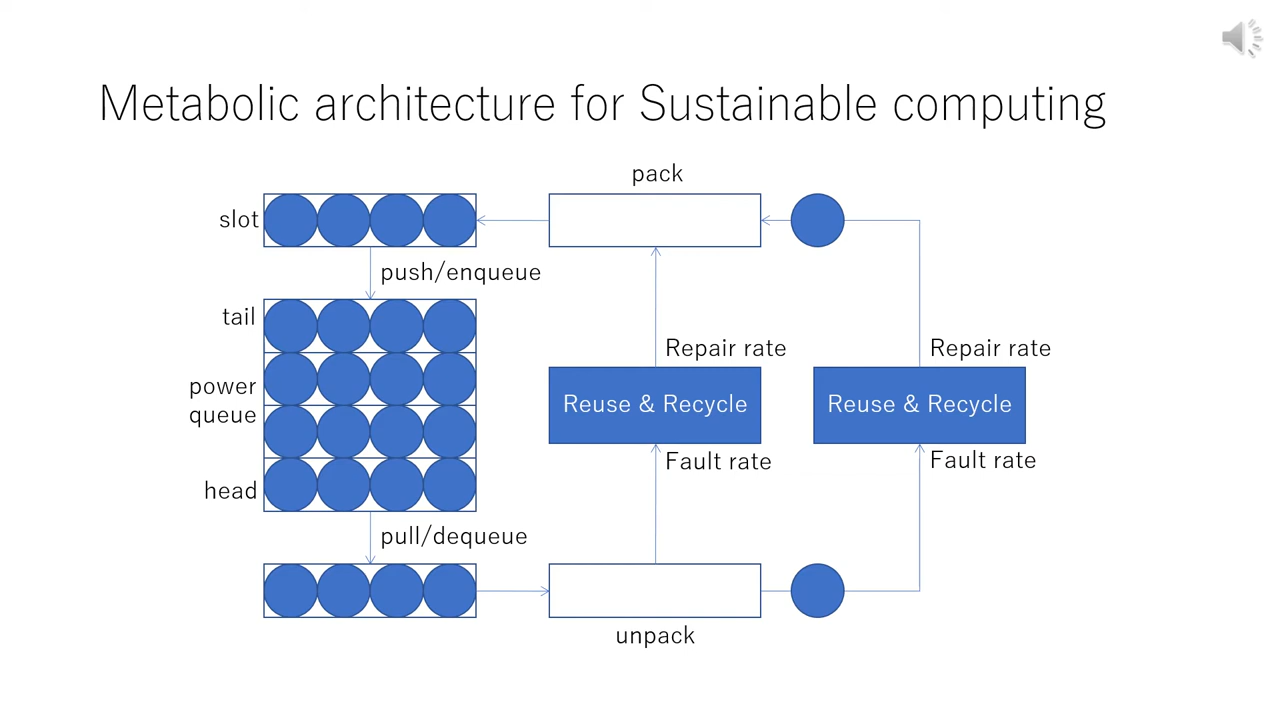 Metabolic architecture for Sustainable computing
pack
slot
push/enqueue
tail
power
queue
head
Repair rate
Repair rate
Reuse & Recycle
Reuse & Recycle
Fault rate
Fault rate
pull/dequeue
unpack